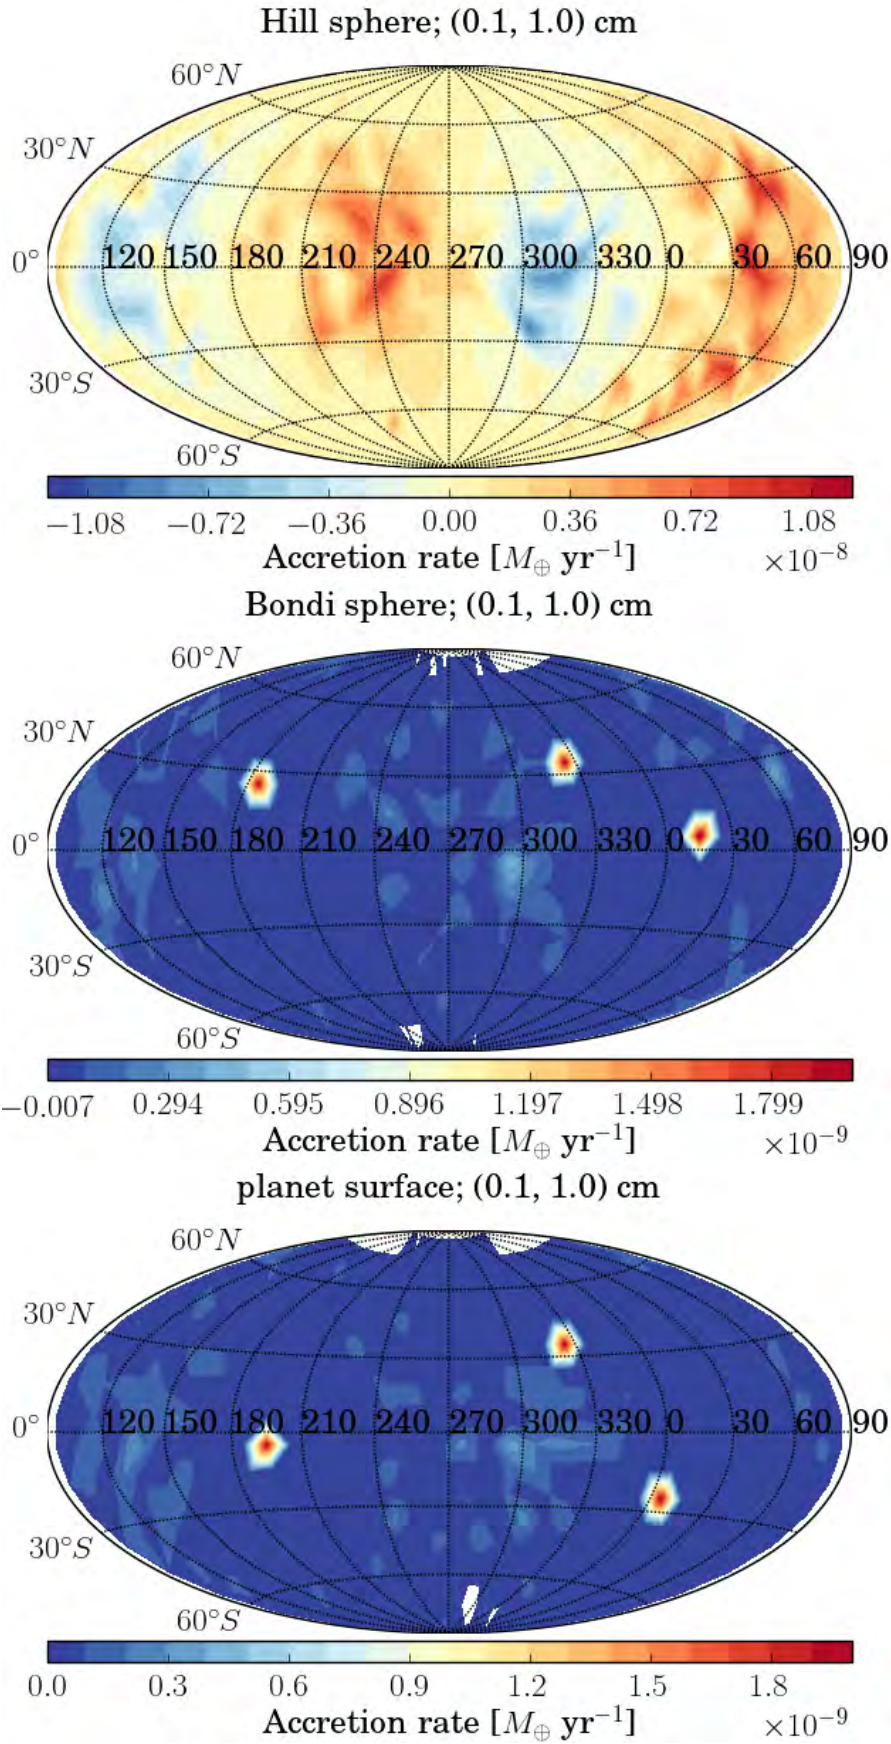 Hill sphere; (0.1, 1.0) cm
60°N
30°N
0° 120 150 180 210 240 270 300 330 0 30 60 90
30°S
60°S
−1.08 −0.72 −0.36 0.00 0.36 0.72 1.08
Accretion rate [M⊕ yr⁻¹] ×10⁻⁸
Bondi sphere; (0.1, 1.0) cm
60°N
30°N
0° 120 150 180 210 240 270 300 330 0 30 60 90
30°S
60°S
−0.007 0.294 0.595 0.896 1.197 1.498 1.799
Accretion rate [M⊕ yr⁻¹] ×10⁻⁹
planet surface; (0.1, 1.0) cm
60°N
30°N
0° 120 150 180 210 240 270 300 330 0 30 60 90
30°S
60°S
0.0 0.3 0.6 0.9 1.2 1.5 1.8
Accretion rate [M⊕ yr⁻¹] ×10⁻⁹